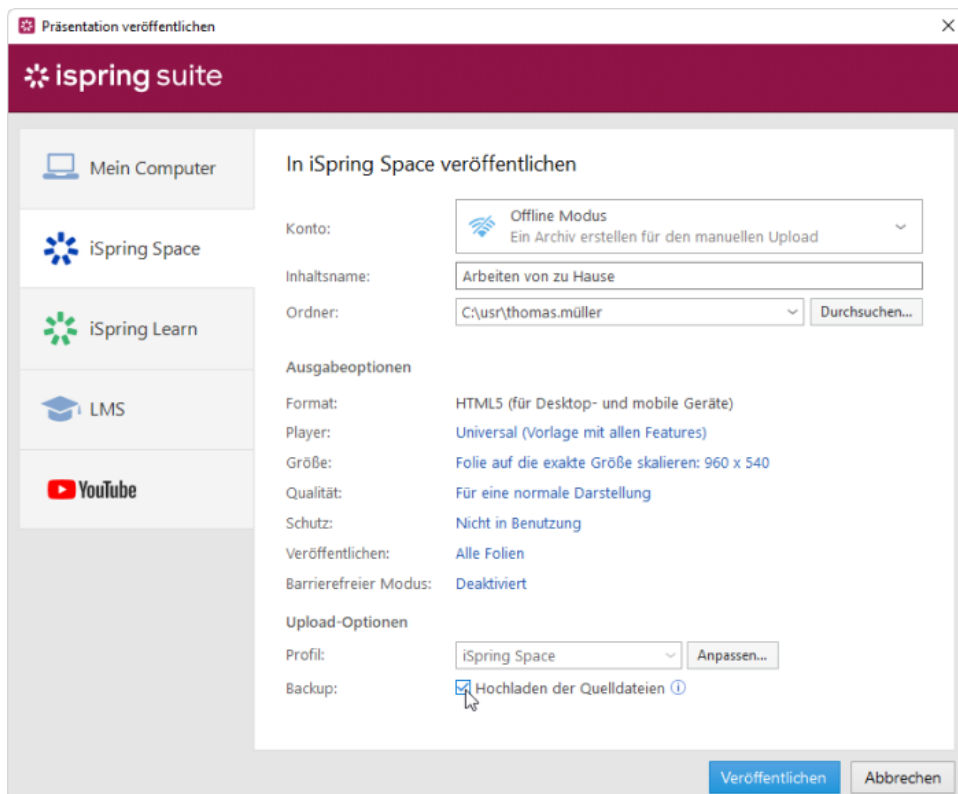 Präsentation veröffentlichen
ispring suite
Mein Computer
iSpring Space
iSpring Learn
LMS
YouTube
In iSpring Space veröffentlichen
Konto:
Offline Modus
Ein Archiv erstellen für den manuellen Upload
Inhaltsname: Arbeiten von zu Hause
Ordner: C:\usr\thomas.müller Durchsuchen...
Ausgabeoptionen
Format: HTML5 (für Desktop- und mobile Geräte)
Player: Universal (Vorlage mit allen Features)
Größe: Folie auf die exakte Größe skalieren: 960 x 540
Qualität: Für eine normale Darstellung
Schutz: Nicht in Benutzung
Veröffentlichen: Alle Folien
Barrierefreier Modus: Deaktiviert
Upload-Optionen
Profil: iSpring Space Anpassen...
Backup: Hochladen der Quelldateien
Veröffentlichen Abbrechen